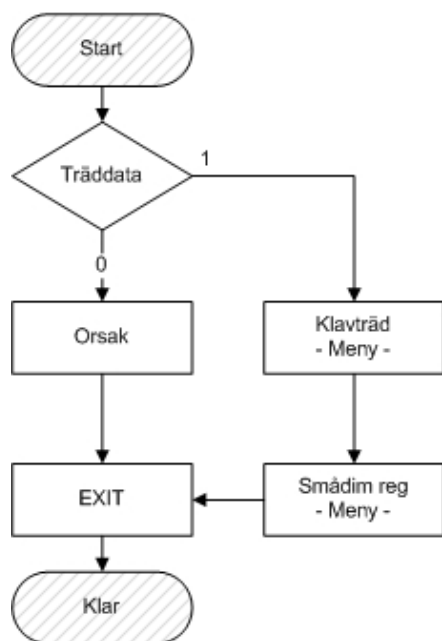 Start
Träddata
1
0
Orsak
Klavträd
- Meny -
EXIT
Smådim reg
- Meny -
Klar